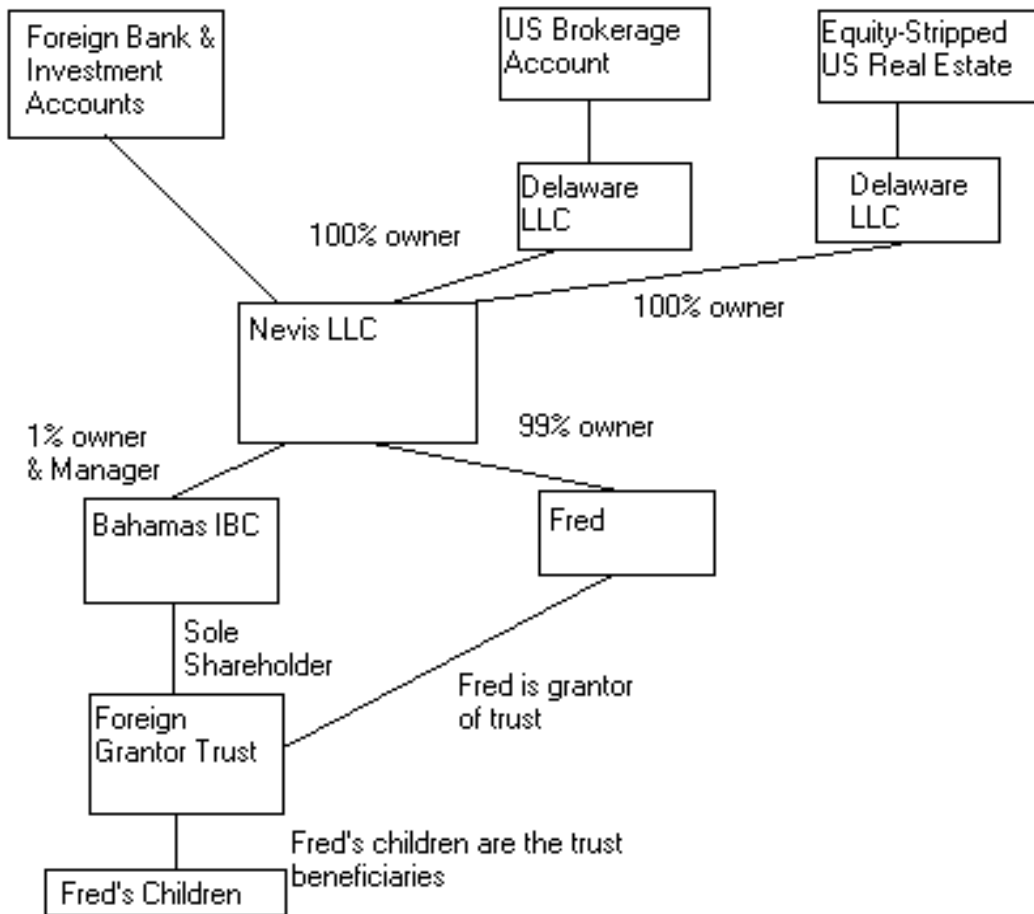 Foreign Bank &
Investment
Accounts
US Brokerage
Account
Equity-Stripped
US Real Estate
Delaware
LLC
Delaware
LLC
100% owner
100% owner
Nevis LLC
1% owner
& Manager
99% owner
Bahamas IBC
Fred
Sole
Shareholder
Fred is grantor
of trust
Foreign
Grantor Trust
Fred's children are the trust
beneficiaries
Fred's Children